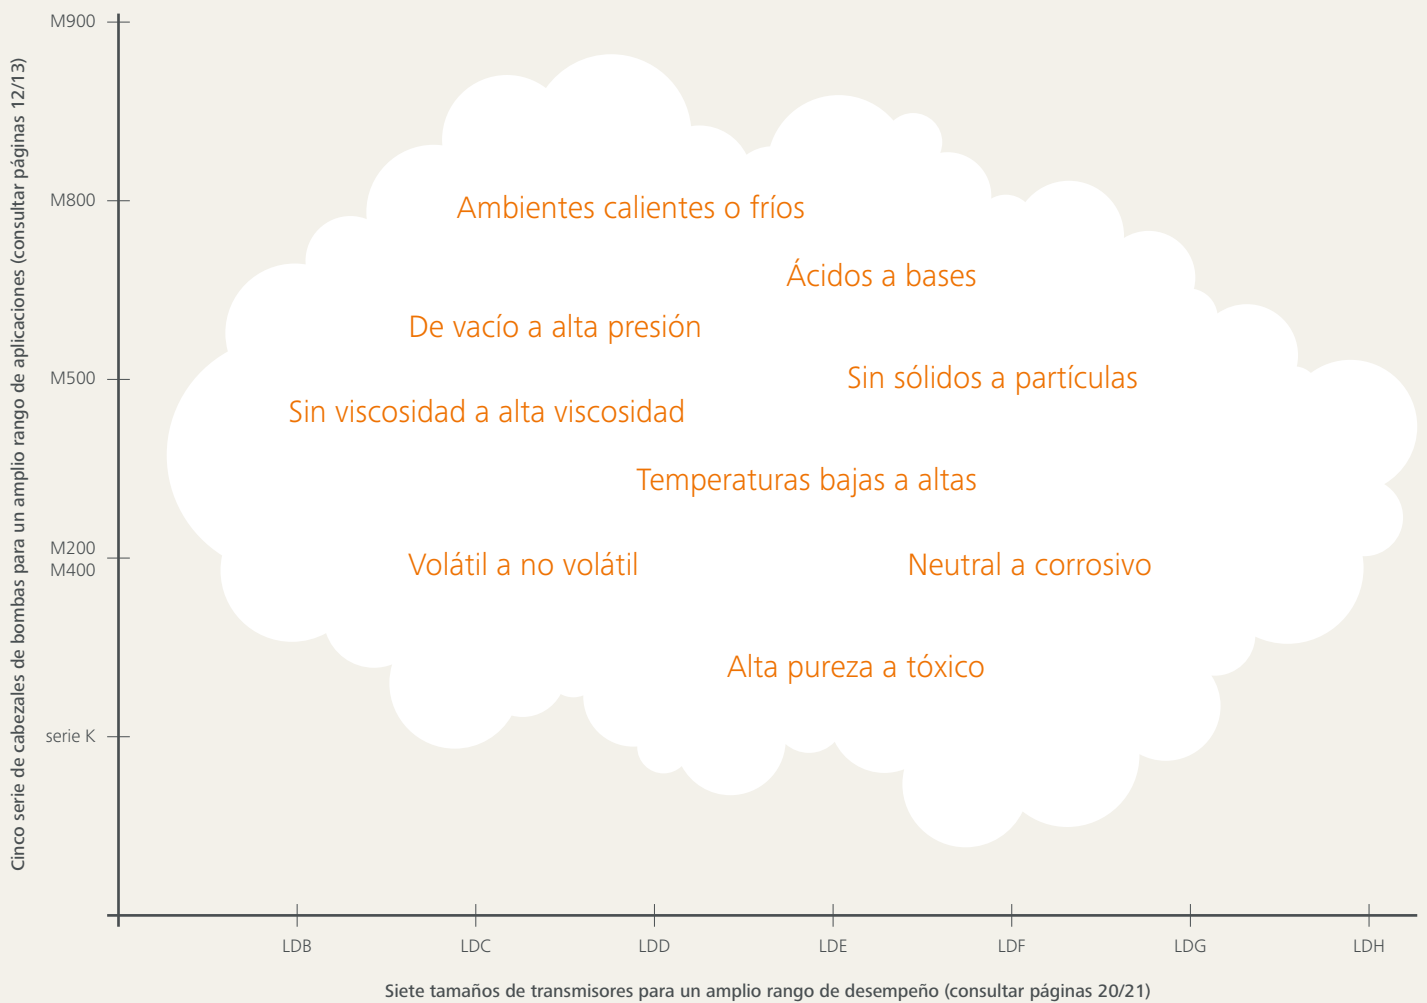 M900
M800
M500
M200
M400
serie K
Cinco serie de cabezales de bombas para un amplio rango de aplicaciones (consultar páginas 12/13)
Ambientes calientes o fríos
Ácidos a bases
De vacío a alta presión
Sin sólidos a partículas
Sin viscosidad a alta viscosidad
Temperaturas bajas a altas
Volátil a no volátil
Neutral a corrosivo
Alta pureza a tóxico
LDB
LDC
LDD
LDE
LDF
LDG
LDH
Siete tamaños de transmisores para un amplio rango de desempeño (consultar páginas 20/21)